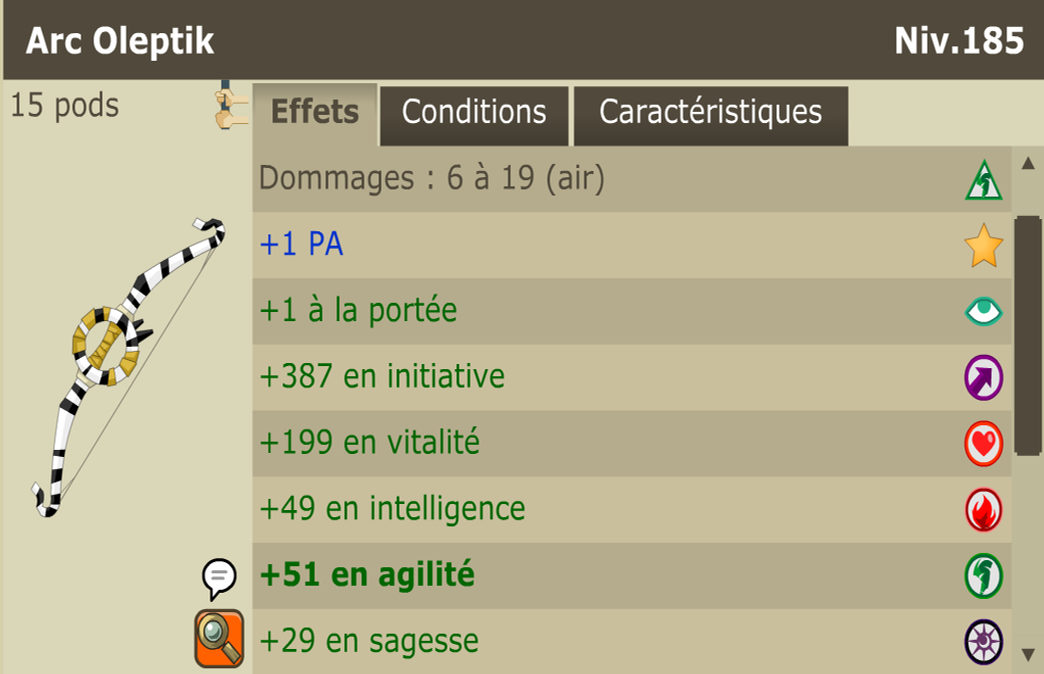 Arc Oleptik
Niv.185
15 pods
Effets
Conditions
Caractéristiques
Dommages : 6 à 19 (air)
+1 PA
+1 à la portée
+387 en initiative
+199 en vitalité
+49 en intelligence
+51 en agilité
+29 en sagesse